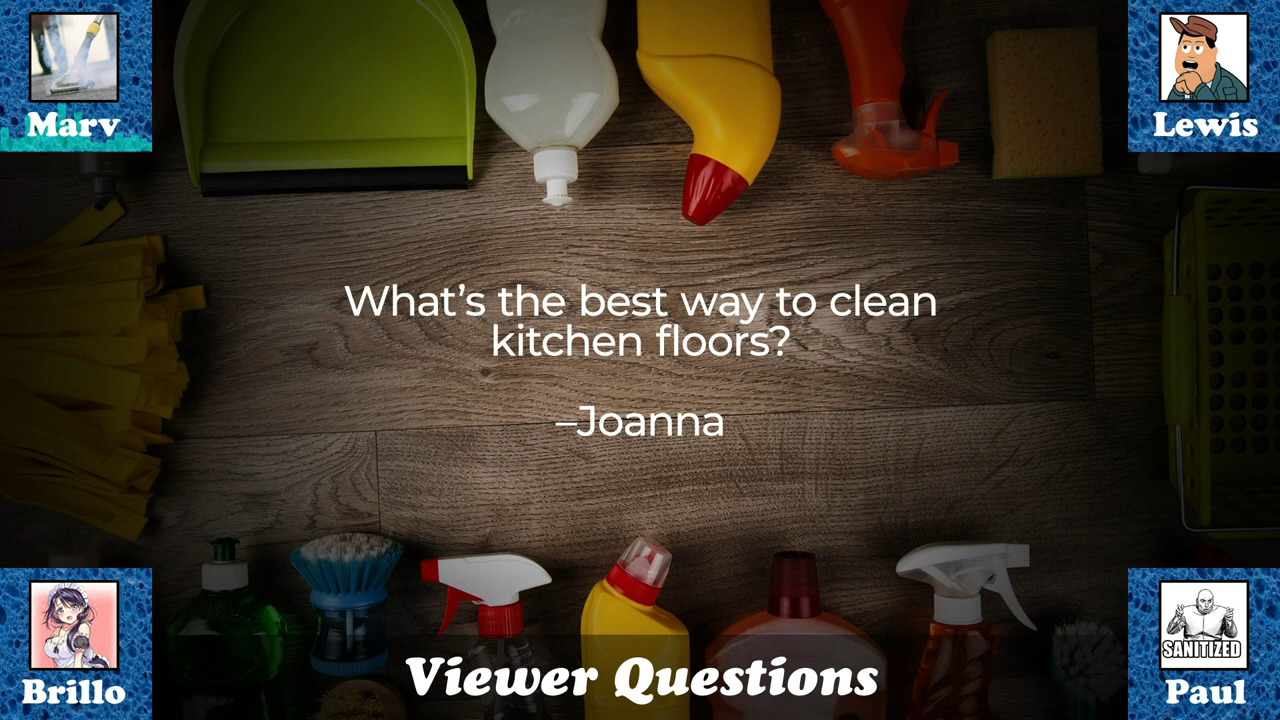 Marv
Lewis
What's the best way to clean
kitchen floors?
–Joanna
SANITIZED
Brillo
Viewer Questions
Paul